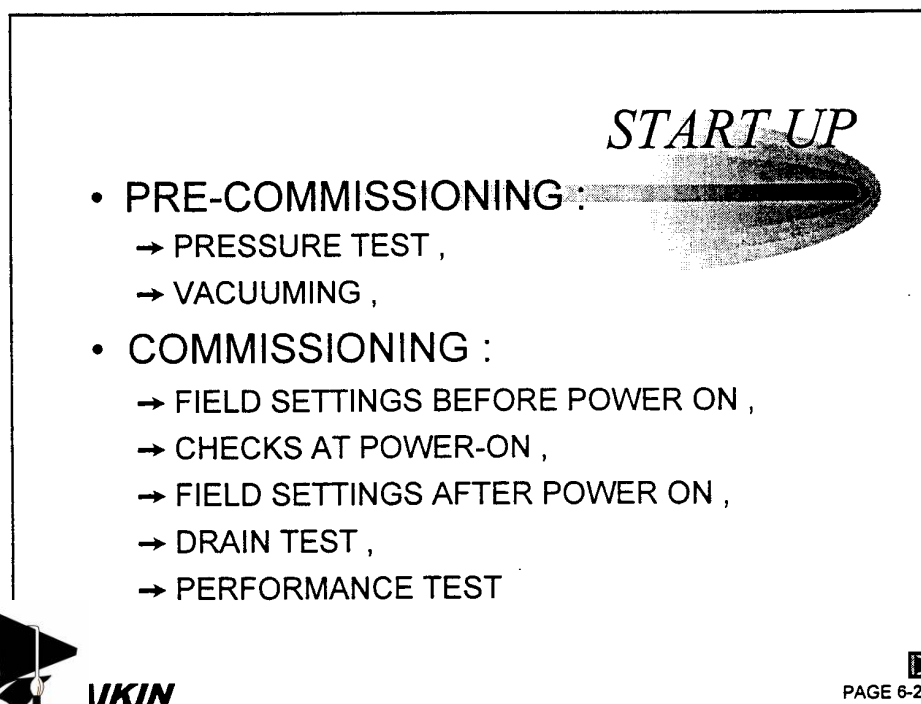 START UP
• PRE-COMMISSIONING :
→ PRESSURE TEST ,
→ VACUUMING ,
• COMMISSIONING :
→ FIELD SETTINGS BEFORE POWER ON ,
→ CHECKS AT POWER-ON ,
→ FIELD SETTINGS AFTER POWER ON ,
→ DRAIN TEST ,
→ PERFORMANCE TEST
PAGE 6-2